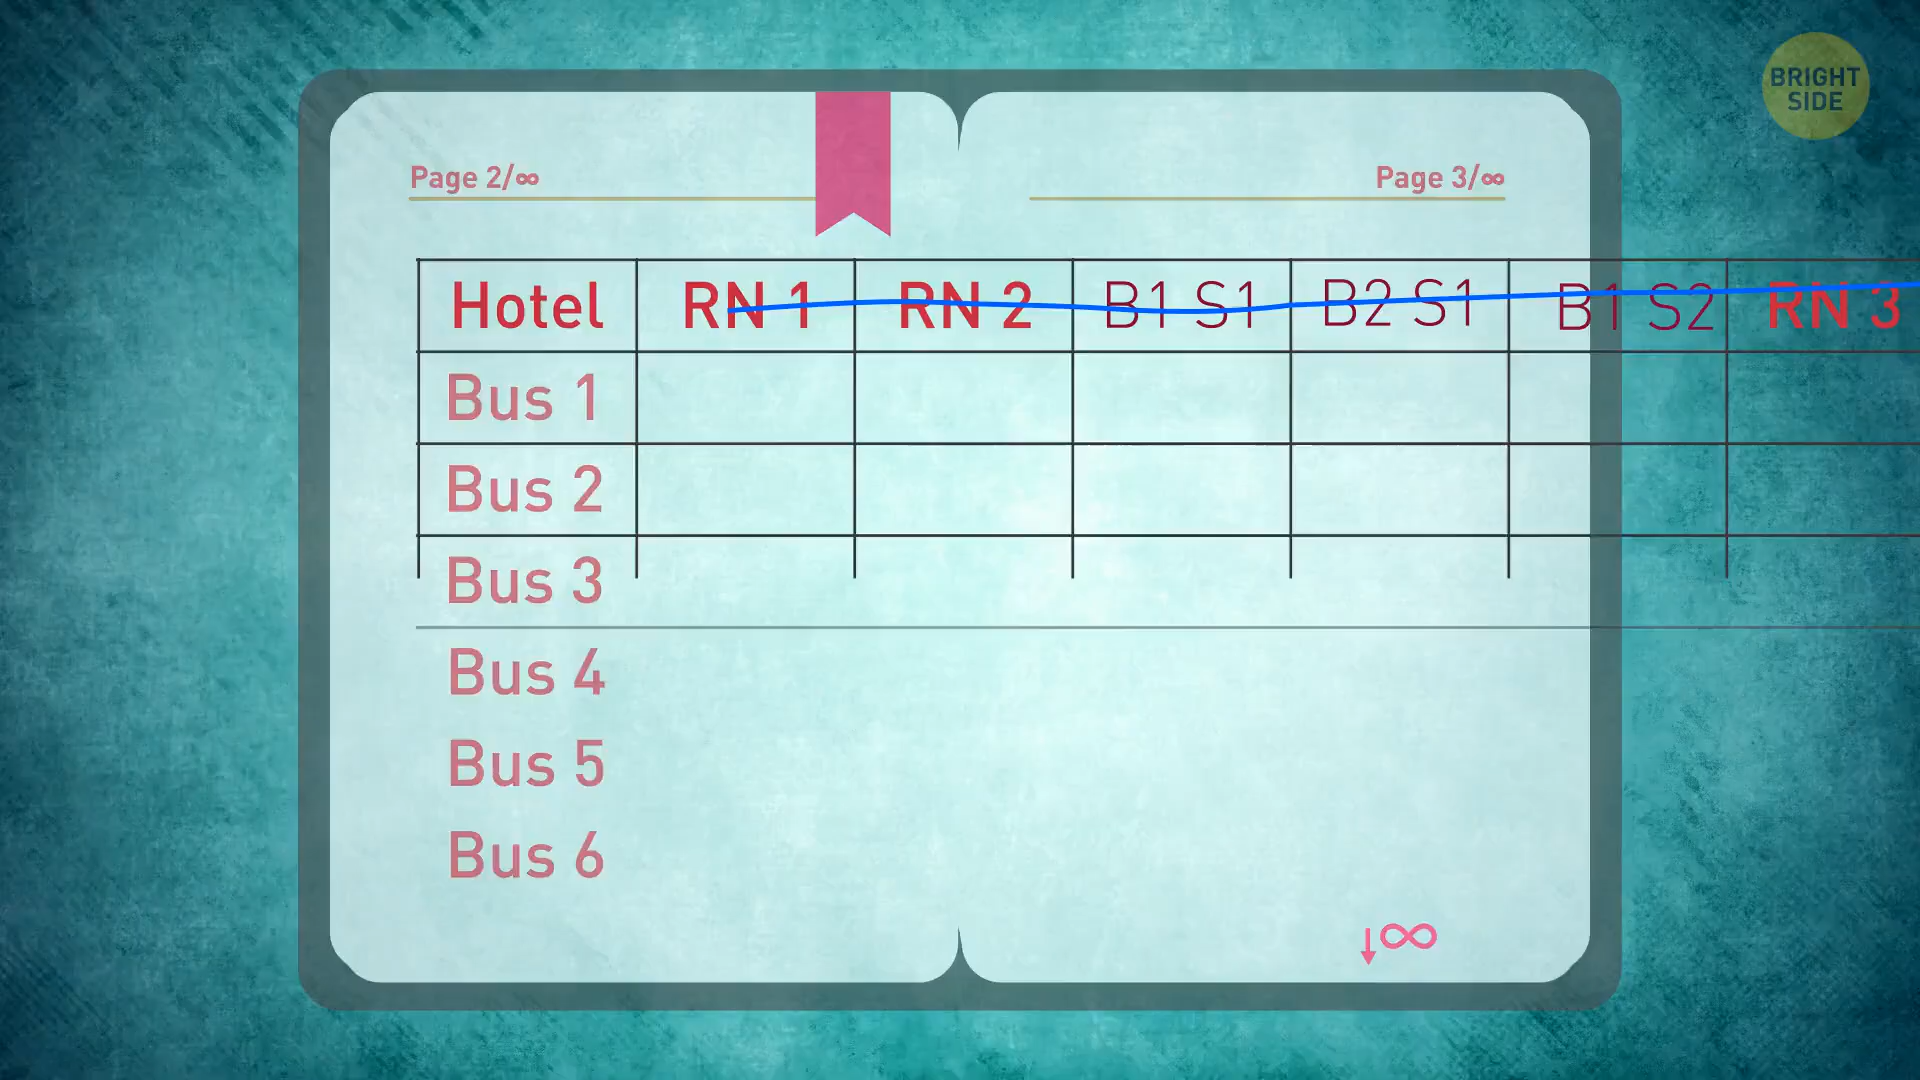 BRIGHT
SIDE
Page 2/∞
Page 3/∞
Hotel RN 1 RN 2 B1 S1 B2 S1 B1 S2 RN 3
Bus 1
Bus 2
Bus 3
Bus 4
Bus 5
Bus 6
↓∞